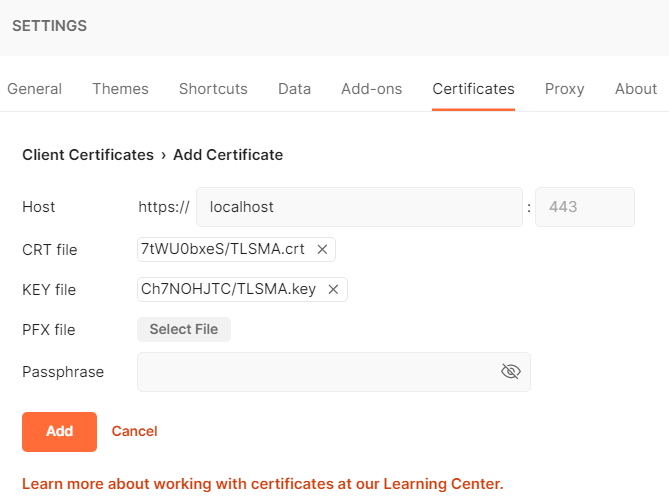 SETTINGS
General Themes Shortcuts Data Add-ons Certificates Proxy About
Client Certificates › Add Certificate
Host https:// localhost : 443
CRT file 7tWU0bxeS/TLSMA.crt ×
KEY file Ch7NOHJTC/TLSMA.key ×
PFX file Select File
Passphrase
Add Cancel
Learn more about working with certificates at our Learning Center.